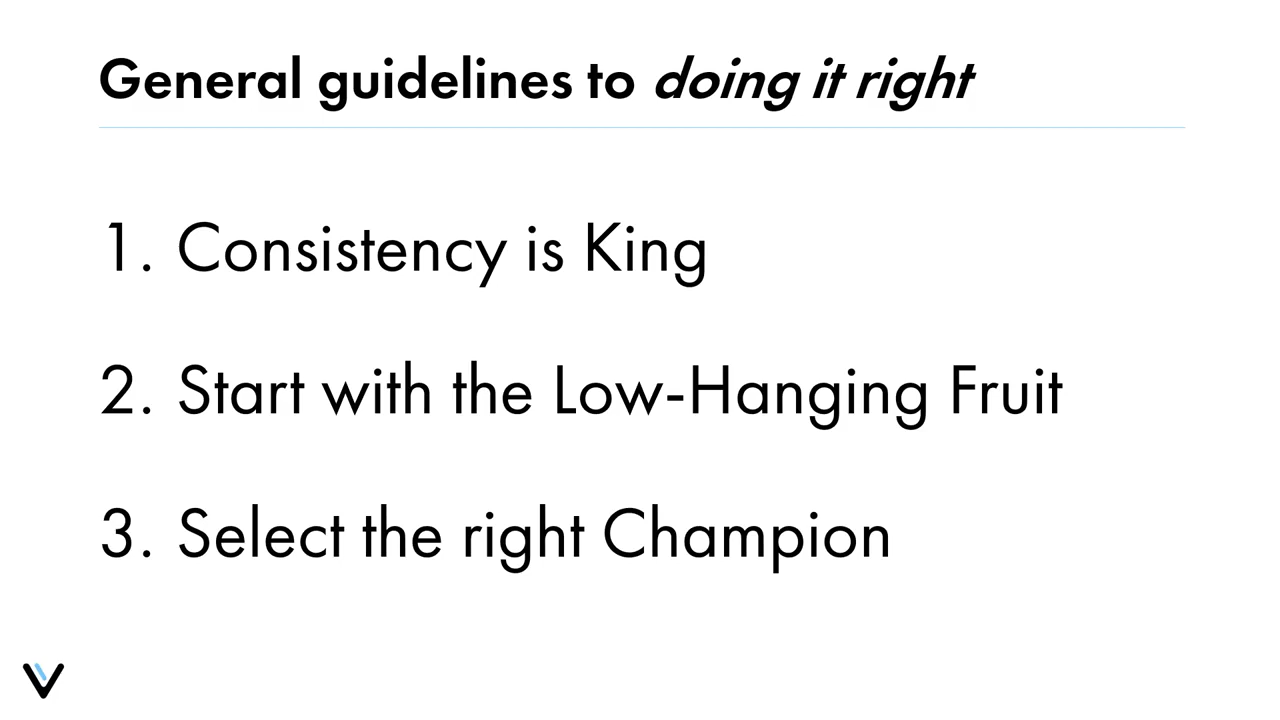 General guidelines to doing it right
1. Consistency is King
2. Start with the Low-Hanging Fruit
3. Select the right Champion